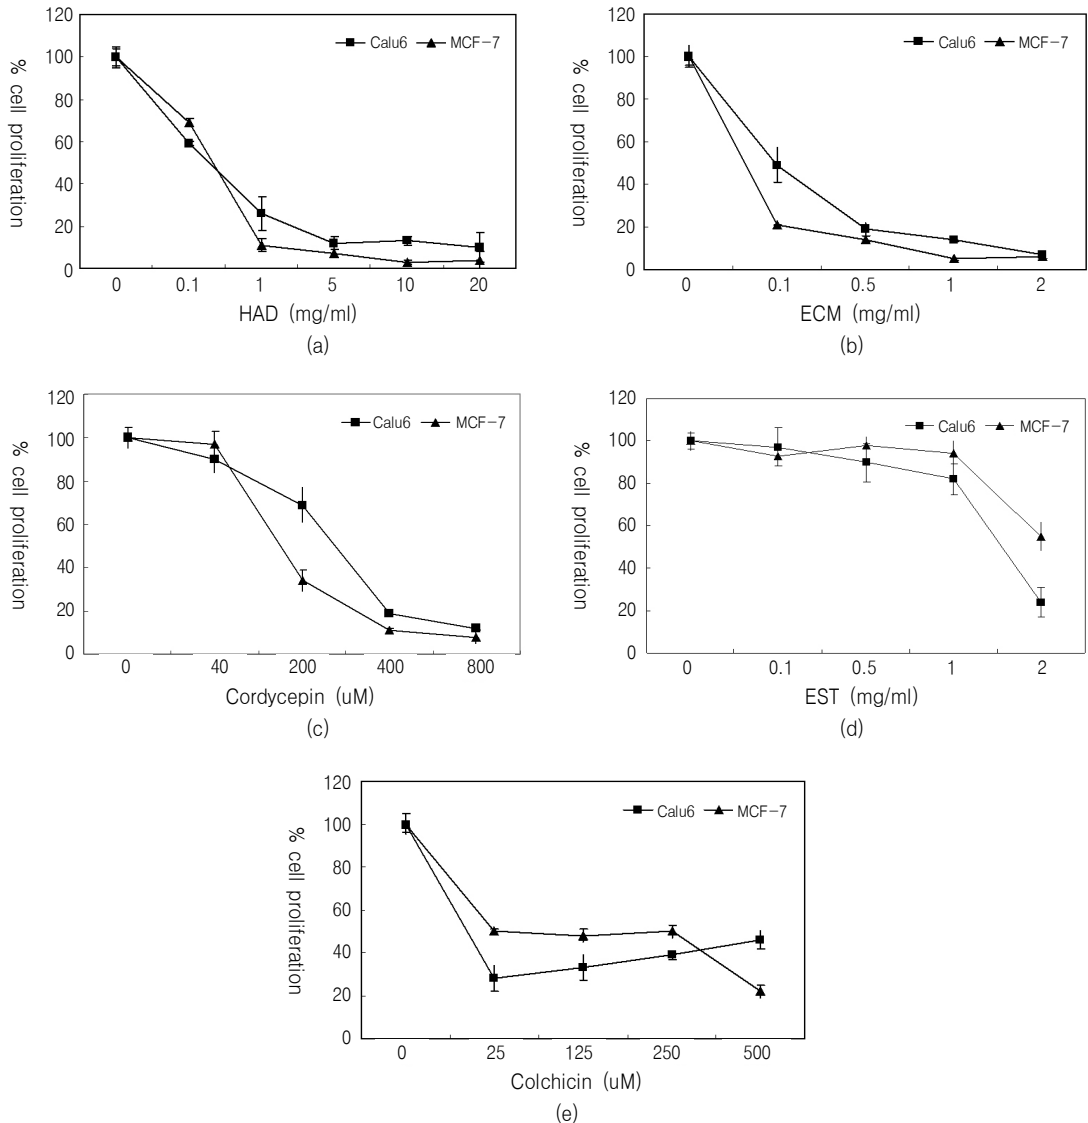 120
100
80
60
40
20
0
% cell proliferation
Calu6 MCF-7
0 0.1 1 5 10 20
HAD (mg/ml)
(a)
120
100
80
60
40
20
0
% cell proliferation
Calu6 MCF-7
0 0.1 0.5 1 2
ECM (mg/ml)
(b)
120
100
80
60
40
20
0
% cell proliferation
Calu6 MCF-7
0 40 200 400 800
Cordycepin (uM)
(c)
120
100
80
60
40
20
0
% cell proliferation
Calu6 MCF-7
0 0.1 0.5 1 2
EST (mg/ml)
(d)
120
100
80
60
40
20
0
% cell proliferation
Calu6 MCF-7
0 25 125 250 500
Colchicin (uM)
(e)